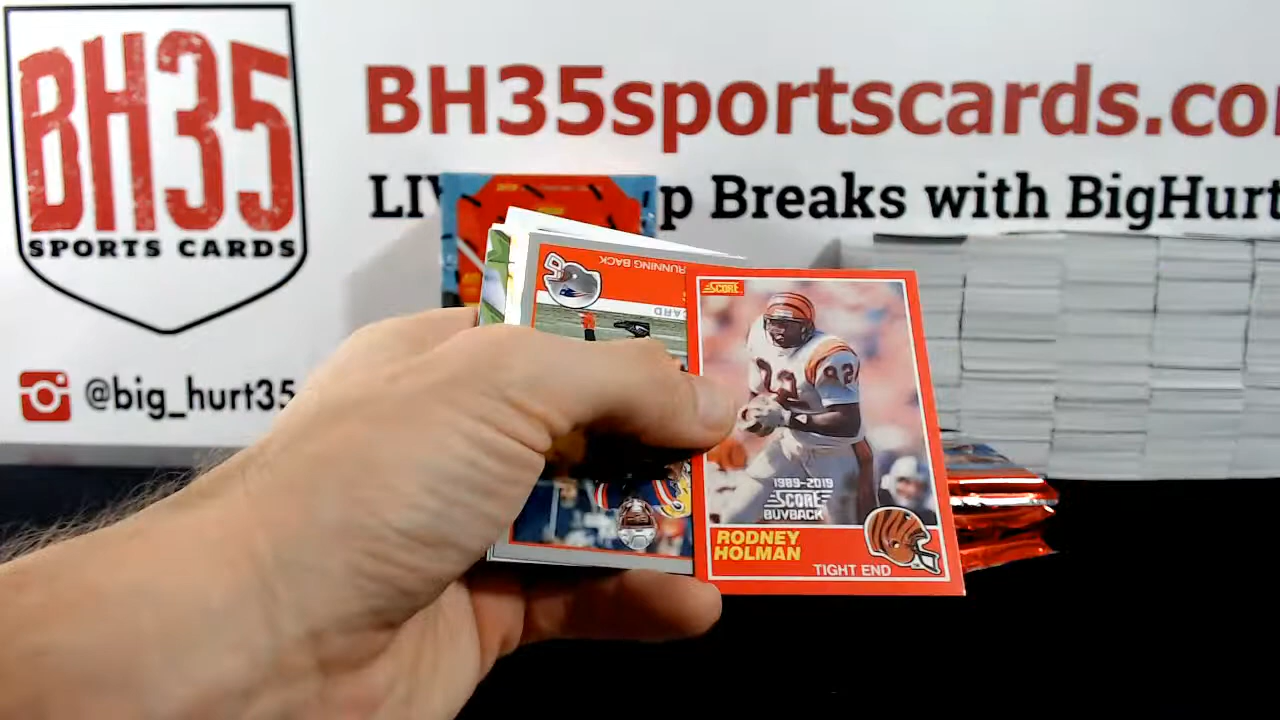 BH35
SPORTS CARDS
BH35sportscards.co
LI p Breaks with BigHurt
@big_hurt35
RUNNING BACK
SCORE
82
1989-2019
SCORE
BUYBACK
RODNEY
HOLMAN
TIGHT END